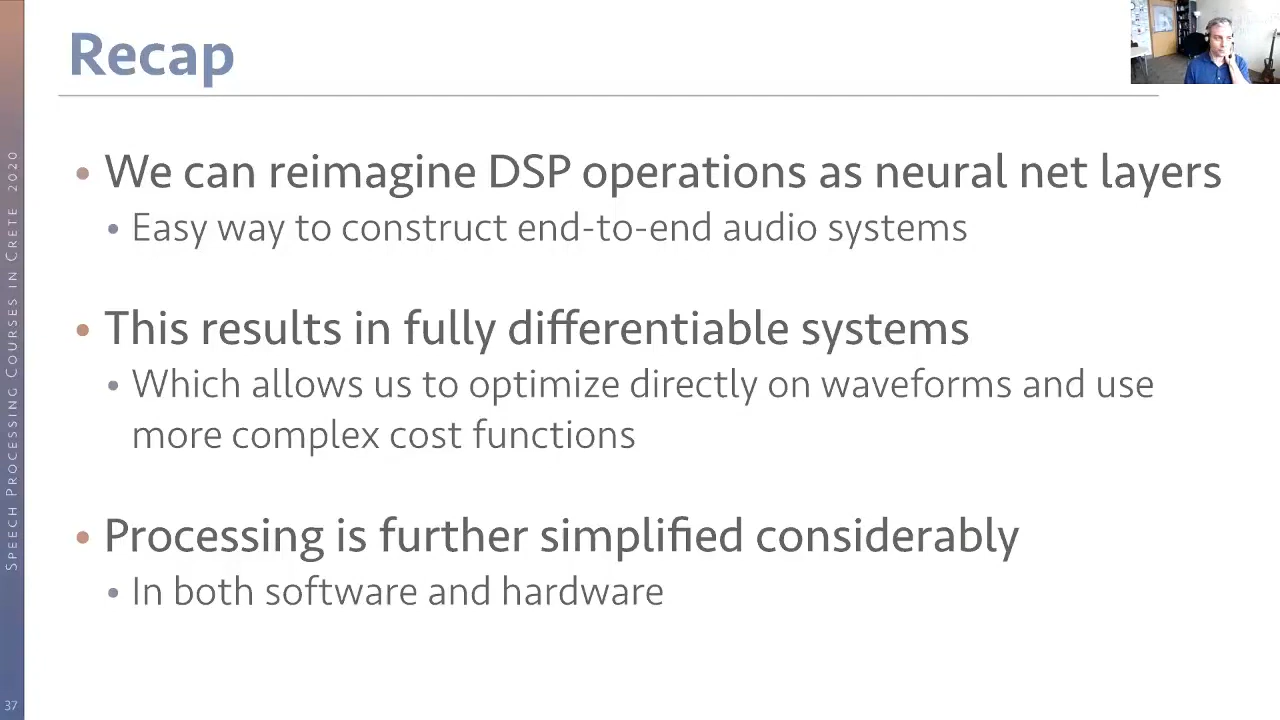 Recap
• We can reimagine DSP operations as neural net layers
• Easy way to construct end-to-end audio systems
• This results in fully differentiable systems
• Which allows us to optimize directly on waveforms and use
more complex cost functions
• Processing is further simplified considerably
• In both software and hardware
Speech Processing Courses in Crete 2020
37